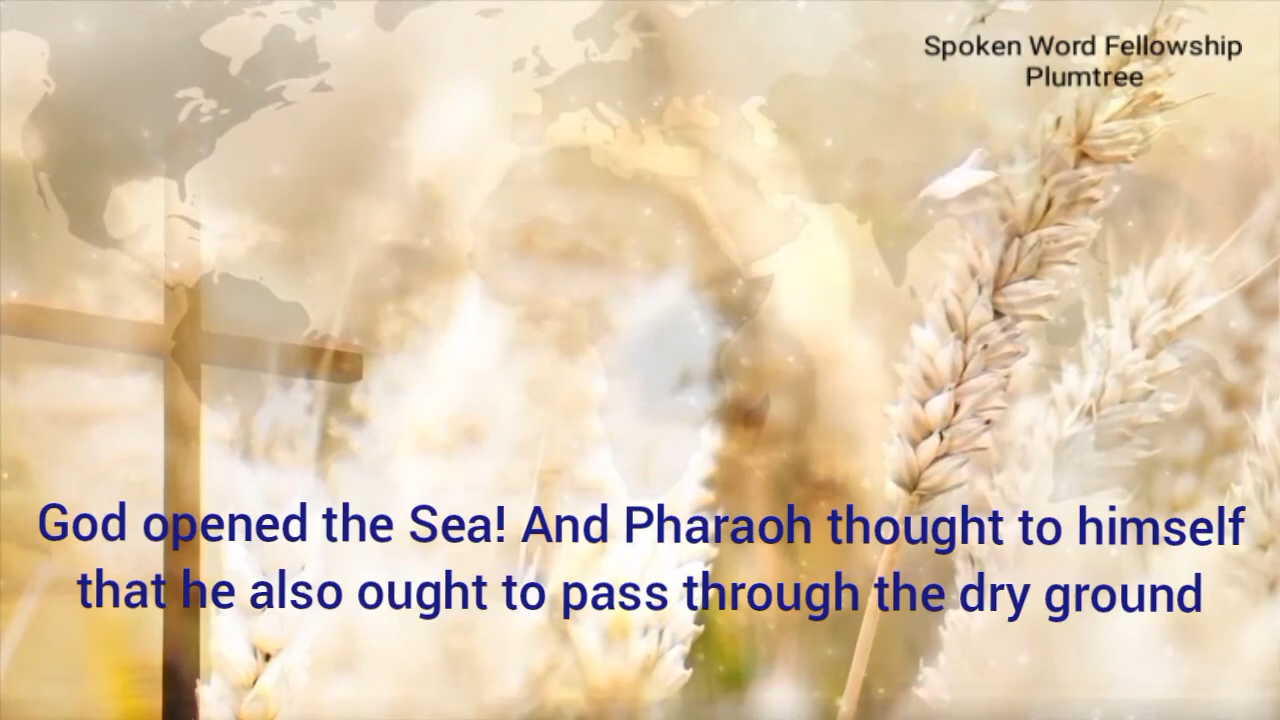 Spoken Word Fellowship
Plumtree
God opened the Sea! And Pharaoh thought to himself
that he also ought to pass through the dry ground